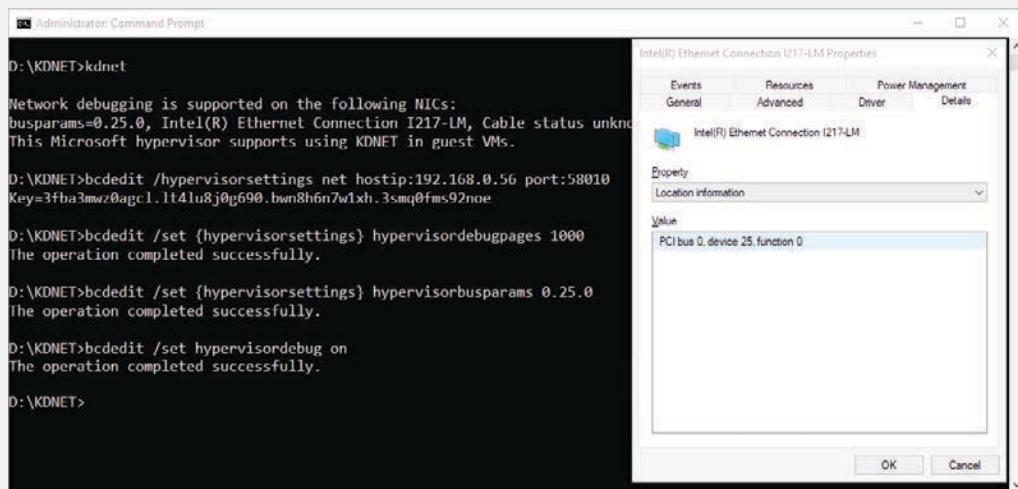 Administrator: Command Prompt
D:\KDNET>kdnet
Network debugging is supported on the following NICs:
busparams=0.25.0, Intel(R) Ethernet Connection I217-LM, Cable status unkno
This Microsoft hypervisor supports using KDNET in guest VMs.
D:\KDNET>bcdedit /hypervisorsettings net hostip:192.168.0.56 port:58010
Key=3fba3mwz0agcl.lt4lu8j0g690.bwn8h6n7w1xh.3smq0fms92noe
D:\KDNET>bcdedit /set {hypervisorsettings} hypervisordebugpages 1000
The operation completed successfully.
D:\KDNET>bcdedit /set {hypervisorsettings} hypervisorbusparams 0.25.0
The operation completed successfully.
D:\KDNET>bcdedit /set hypervisordebug on
The operation completed successfully.
D:\KDNET>
Intel(R) Ethernet Connection I217-LM Properties
Events Resources Power Management
General Advanced Driver Details
Intel(R) Ethernet Connection I217-LM
Property
Location information
Value
PCI bus 0, device 25, function 0
OK Cancel